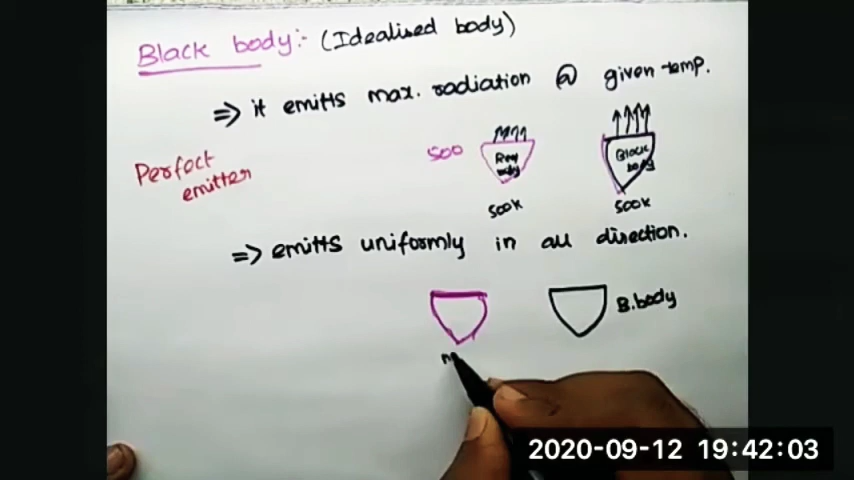 Black body:- (Idealised body)
⇒ it emitts max. radiation @ given temp.
Perfect
emitter
500
Real
body
500K
Black
body
500K
⇒ emitts uniformly in all direction.
B.body
2020-09-12 19:42:03